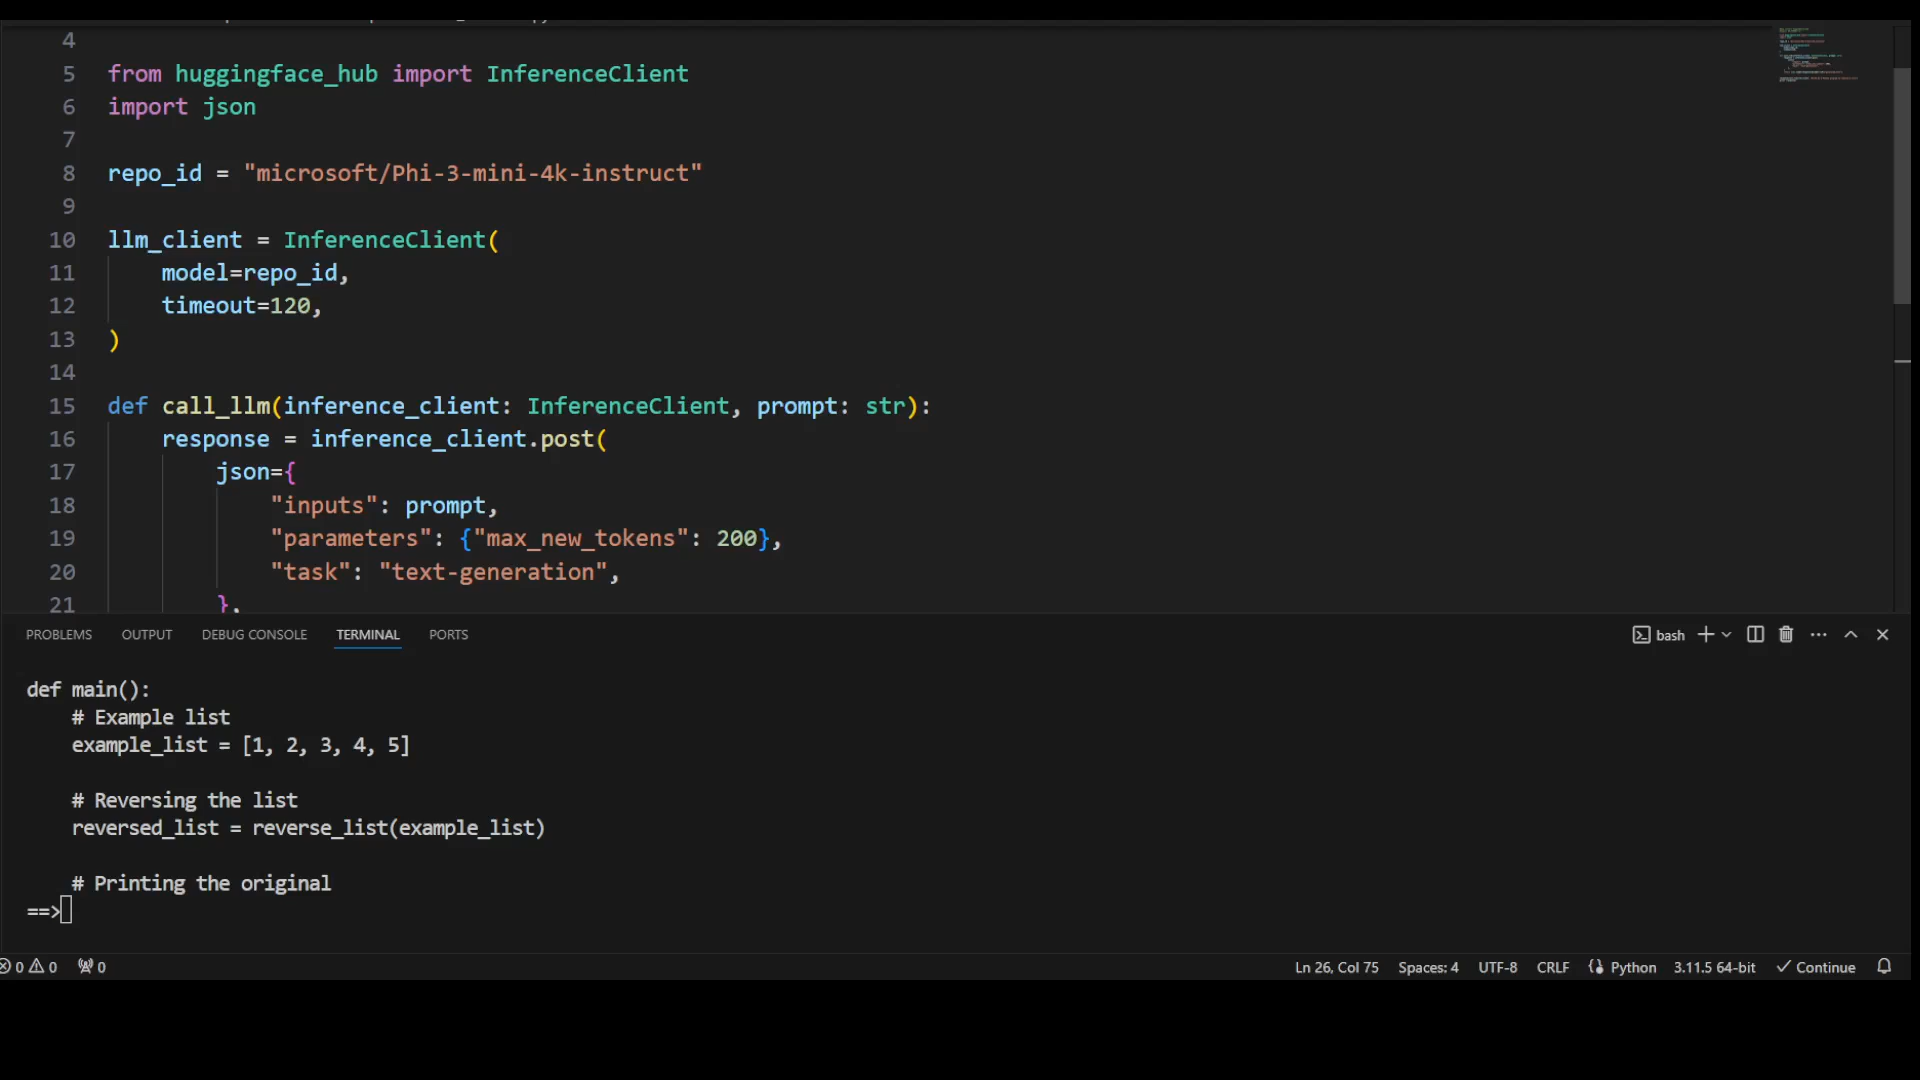 4
5 from huggingface_hub import InferenceClient
6 import json
7
8 repo_id = "microsoft/Phi-3-mini-4k-instruct"
9
10 llm_client = InferenceClient(
11     model=repo_id,
12     timeout=120,
13 )
14
15 def call_llm(inference_client: InferenceClient, prompt: str):
16     response = inference_client.post(
17         json={
18             "inputs": prompt,
19             "parameters": {"max_new_tokens": 200},
20             "task": "text-generation",
21         },
PROBLEMS OUTPUT DEBUG CONSOLE TERMINAL PORTS bash
def main():
    # Example list
    example_list = [1, 2, 3, 4, 5]
    # Reversing the list
    reversed_list = reverse_list(example_list)
    # Printing the original
==>
0 0 0 Ln 26, Col 75 Spaces: 4 UTF-8 CRLF Python 3.11.5 64-bit Continue